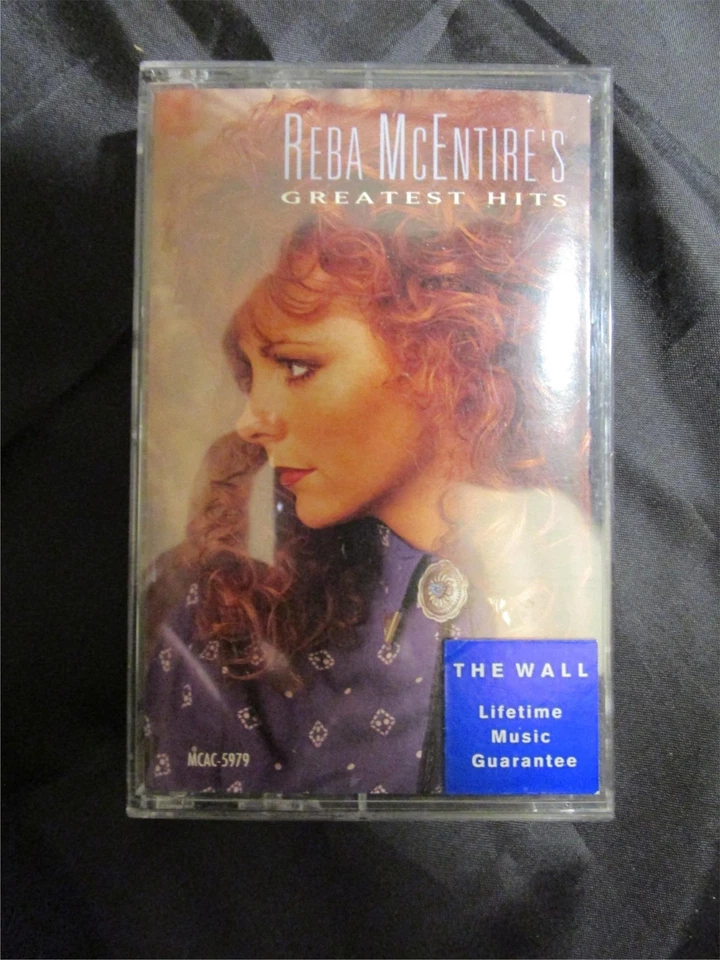 REBA MCENTIRE'S
GREATEST HITS
THE WALL
Lifetime
Music
Guarantee
MCAC-5979